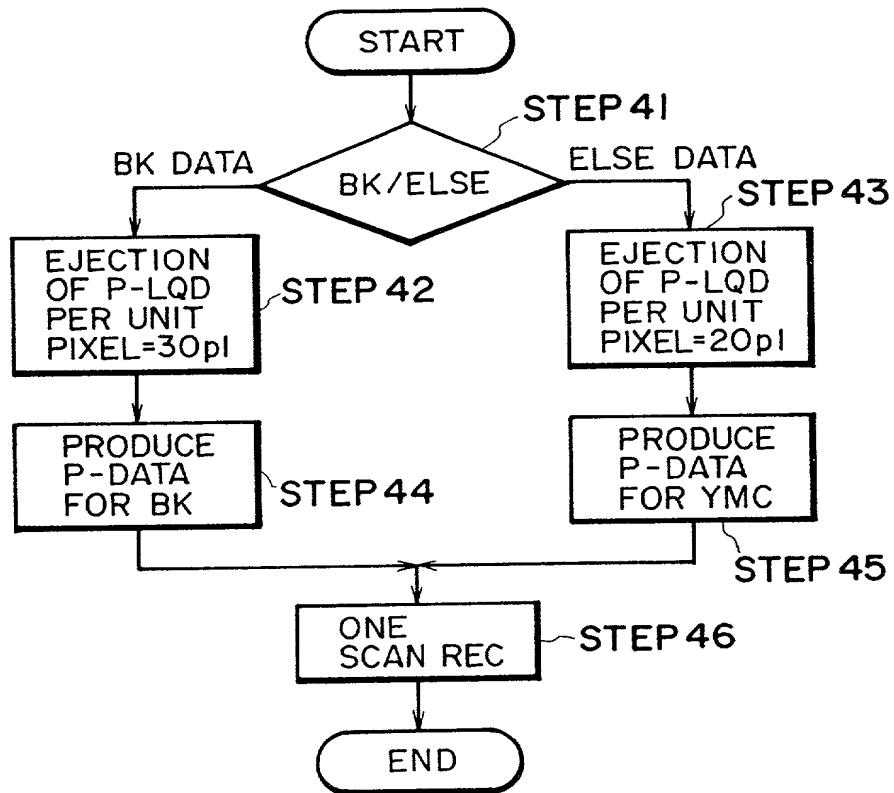 START
STEP 41
BK DATA
BK/ELSE
ELSE DATA
STEP 43
EJECTION
OF P-LQD
PER UNIT
PIXEL=30pl
STEP 42
EJECTION
OF P-LQD
PER UNIT
PIXEL=20pl
PRODUCE
P-DATA
FOR BK
STEP 44
PRODUCE
P-DATA
FOR YMC
STEP 45
ONE
SCAN REC
STEP 46
END